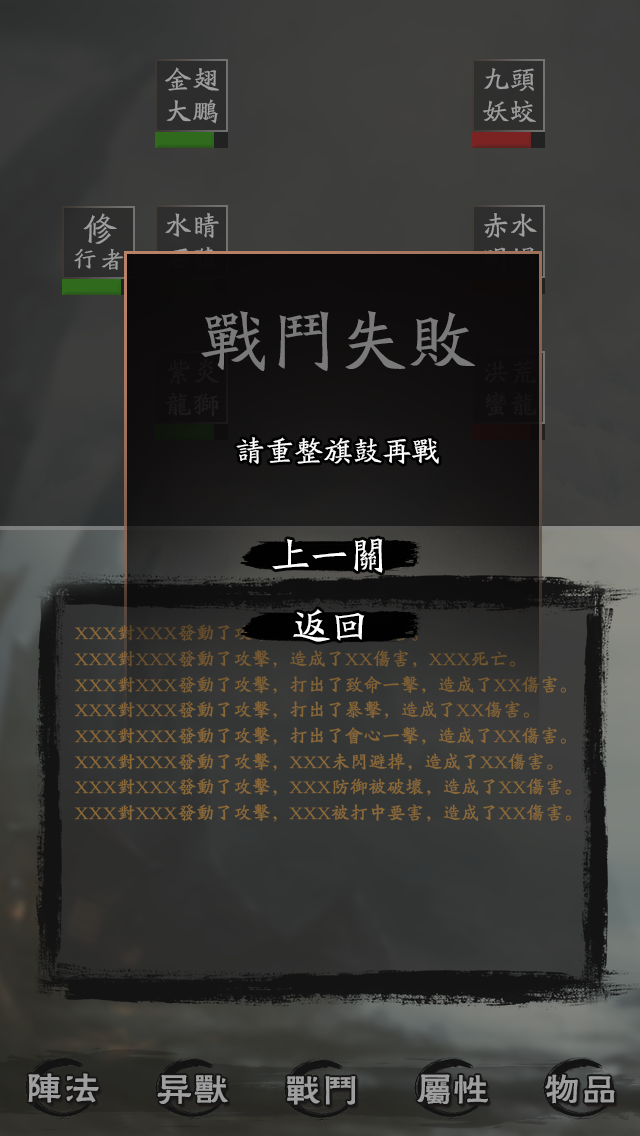 金翅
大鵬
九頭
妖蛟
修
行者
水睛
赤水
戰鬥失敗
紫炎
龍獅
洪荒
蠻龍
請重整旗鼓再戰
上一關
返回
XXX對XXX發動了攻
XXX對XXX發動了攻擊，造成了XX傷害，XXX死亡。
XXX對XXX發動了攻擊，打出了致命一擊，造成了XX傷害。
XXX對XXX發動了攻擊，打出了暴擊，造成了XX傷害。
XXX對XXX發動了攻擊，打出了會心一擊，造成了XX傷害。
XXX對XXX發動了攻擊，XXX未閃避掉，造成了XX傷害。
XXX對XXX發動了攻擊，XXX防御被破壞，造成了XX傷害。
XXX對XXX發動了攻擊，XXX被打中要害，造成了XX傷害。
陣法
异獸
戰鬥
屬性
物品